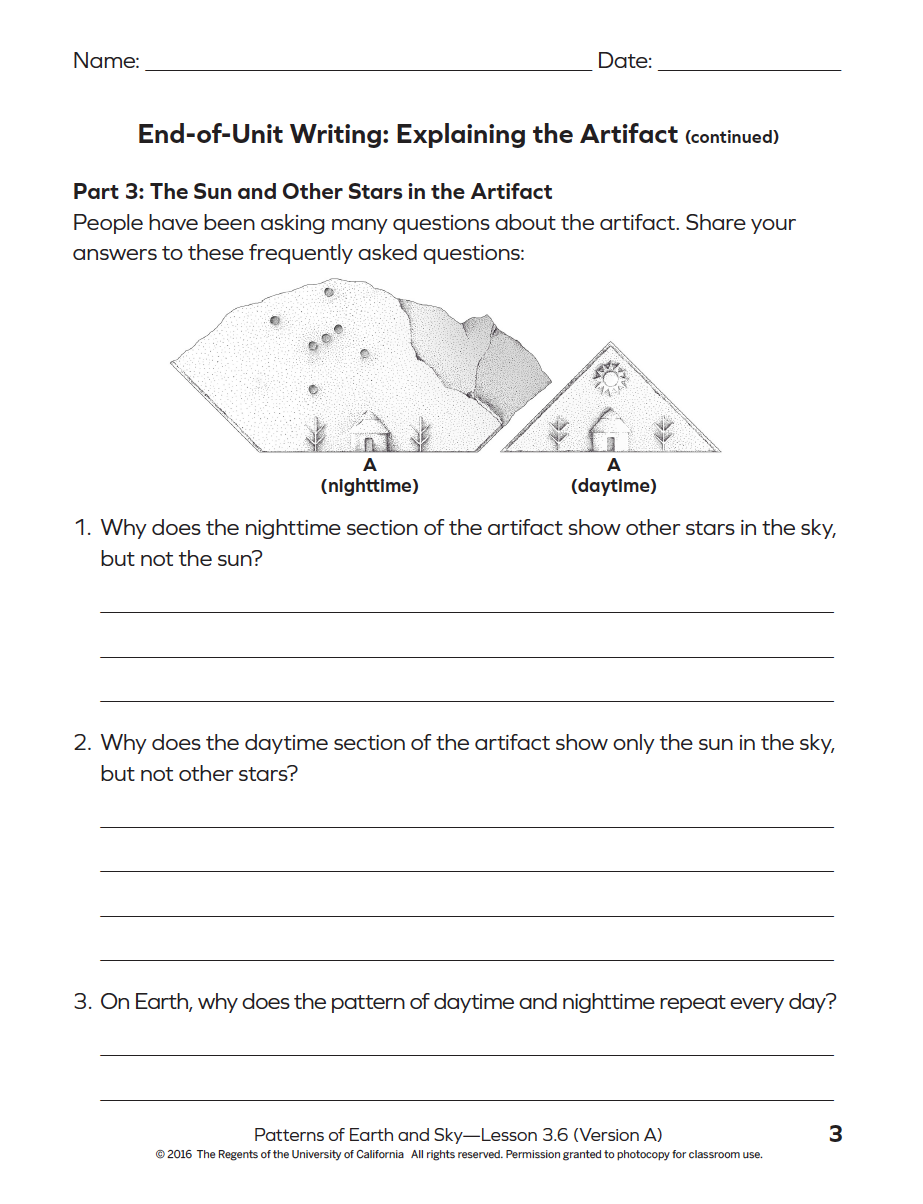 Name: Date:
End-of-Unit Writing: Explaining the Artifact (continued)
Part 3: The Sun and Other Stars in the Artifact
People have been asking many questions about the artifact. Share your
answers to these frequently asked questions:
A
(nighttime)
A
(daytime)
1. Why does the nighttime section of the artifact show other stars in the sky,
but not the sun?
2. Why does the daytime section of the artifact show only the sun in the sky,
but not other stars?
3. On Earth, why does the pattern of daytime and nighttime repeat every day?
Patterns of Earth and Sky—Lesson 3.6 (Version A)
3
© 2016 The Regents of the University of California All rights reserved. Permission granted to photocopy for classroom use.